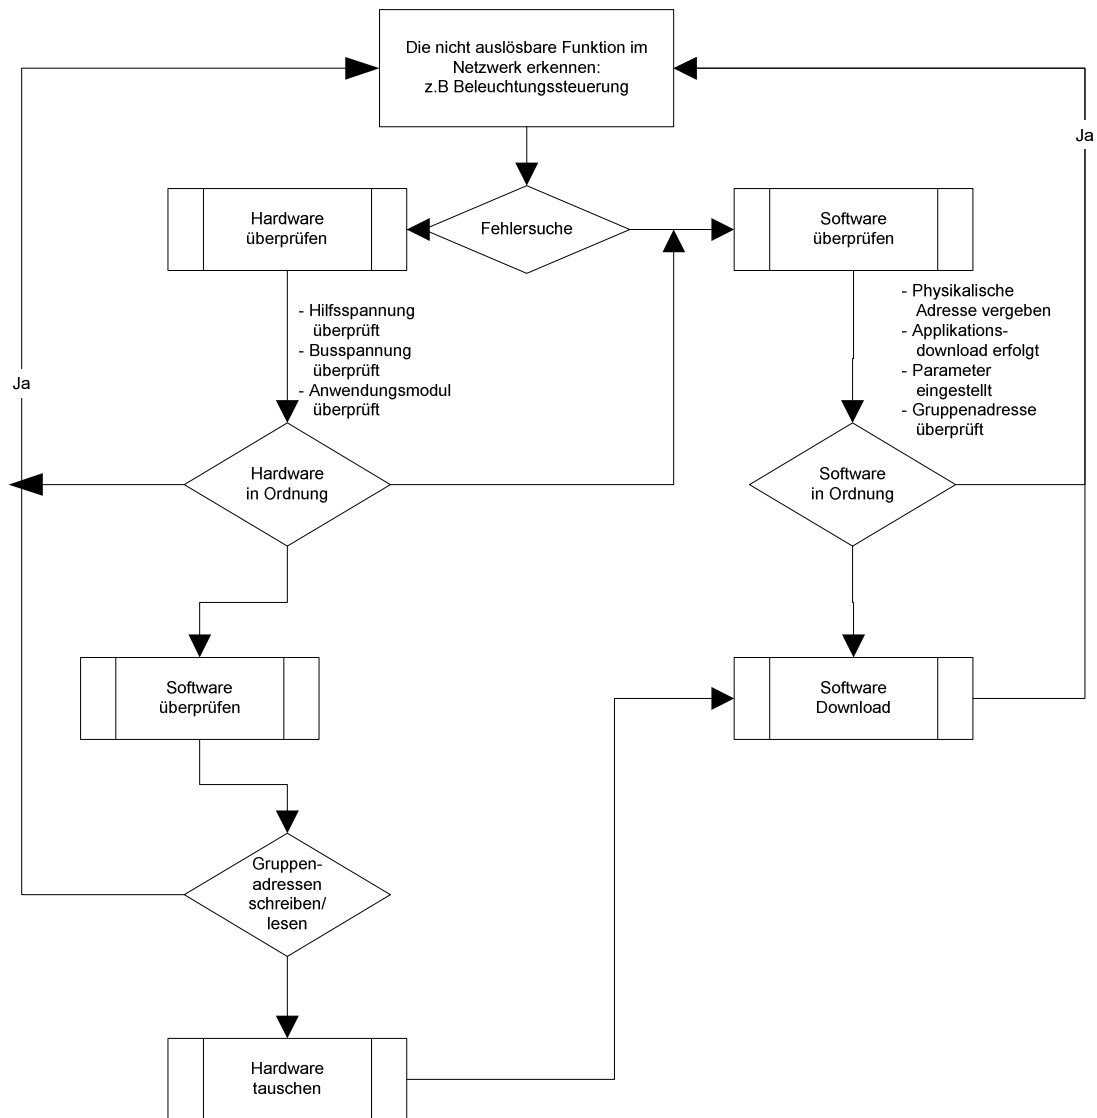 Die nicht auslösbare Funktion im
Netzwerk erkennen:
z.B Beleuchtungssteuerung
Ja
Hardware
überprüfen
Fehlersuche
Software
überprüfen
- Hilfsspannung
überprüft
- Busspannung
überprüft
- Anwendungsmodul
überprüft
- Physikalische
Adresse vergeben
- Applikations-
download erfolgt
- Parameter
eingestellt
- Gruppenadresse
überprüft
Ja
Hardware
in Ordnung
Software
in Ordnung
Software
überprüfen
Software
Download
Gruppen-
adressen
schreiben/
lesen
Hardware
tauschen